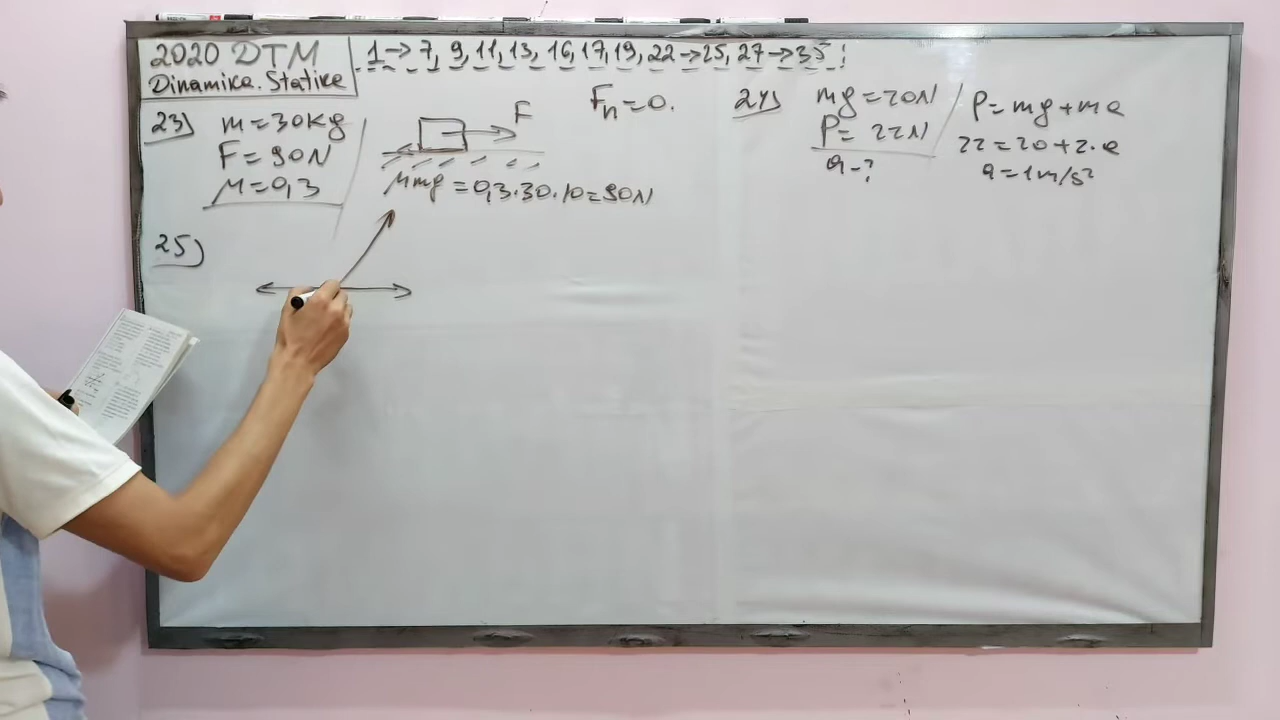 2020 DTM
Dinamika. Statika
1→7, 9, 11, 13, 16, 17, 19, 22→25, 27→35!
23)
m=30kg
F=90N
μ=0,3
F
Fn=0.
μmg=0,3·30·10=90N
24)
mg=20N
P=22N
a-?
P=mg+ma
22=20+2·a
a=1m/s²
25)